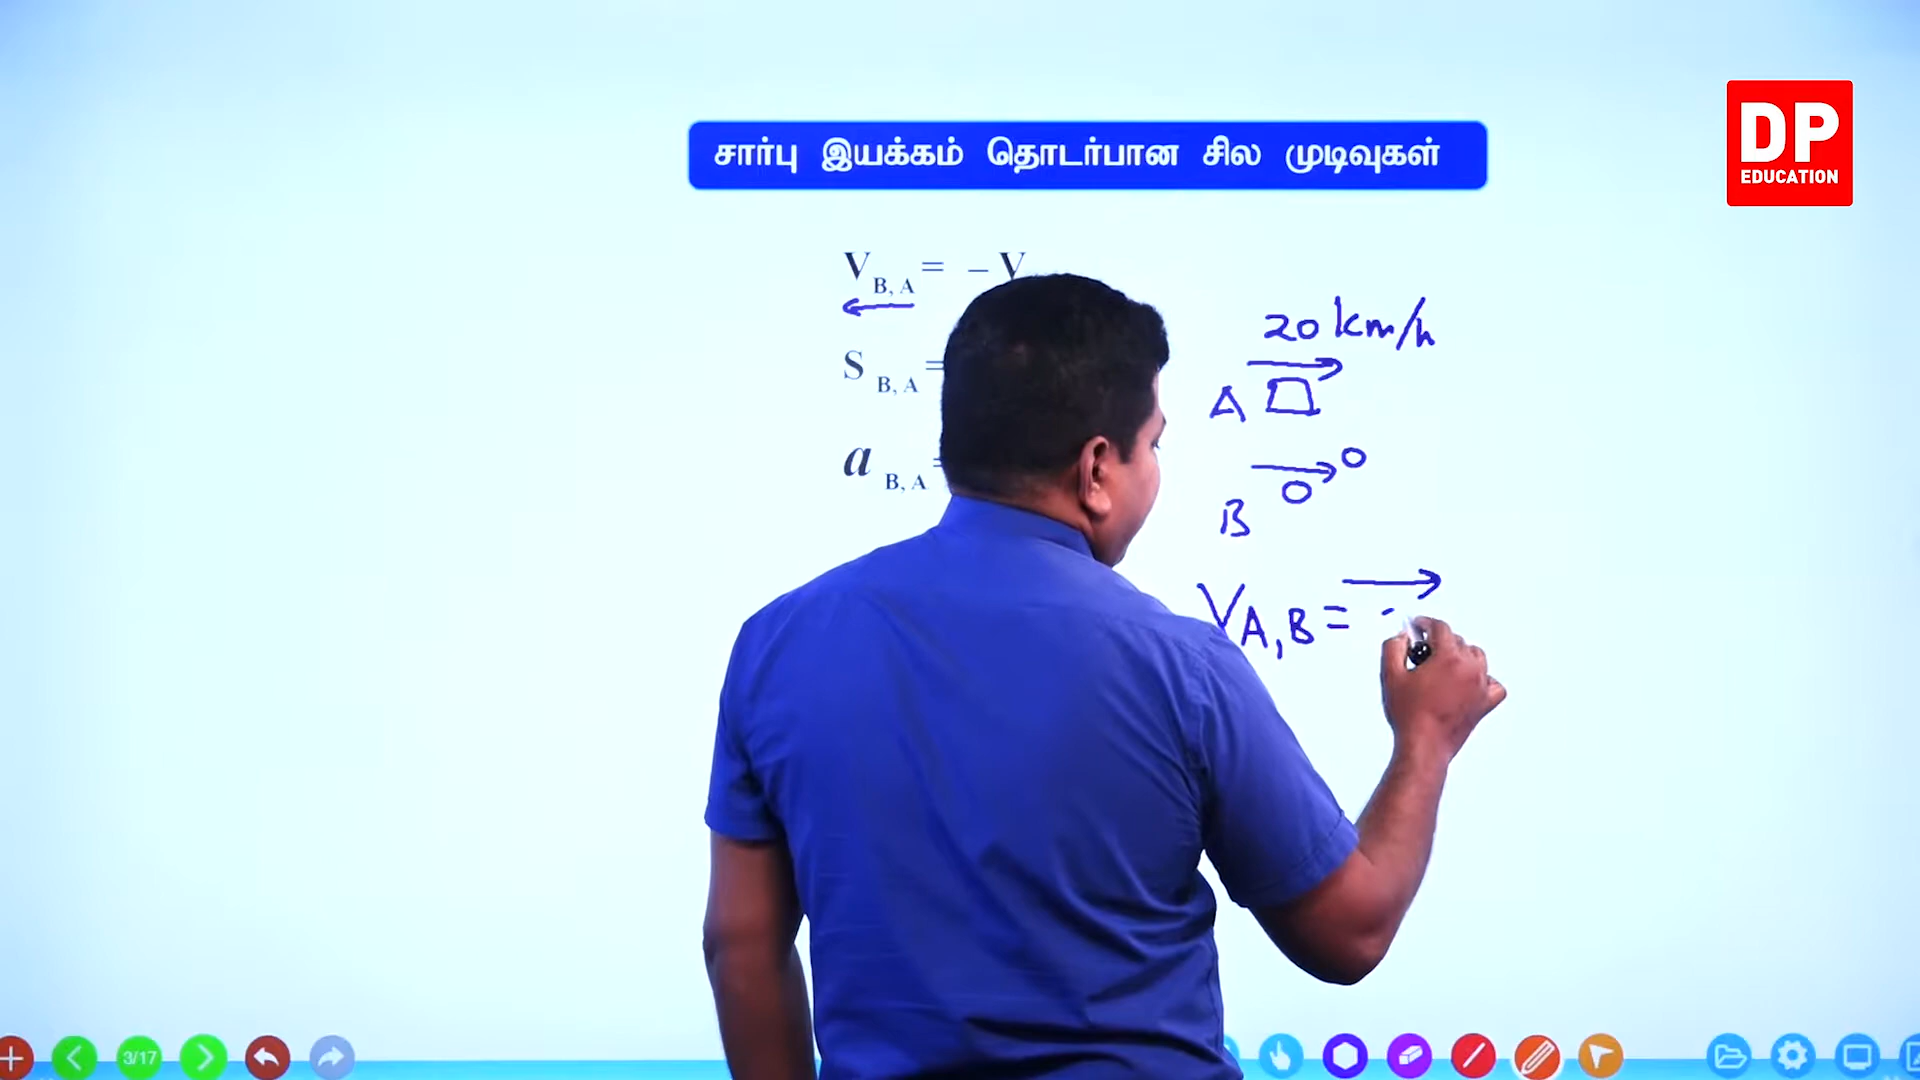 DP
EDUCATION
சார்பு இயக்கம் தொடர்பான சில முடிவுகள்
V B, A = – V
S B, A =
a B, A
20 km/h
A
B
0
V A, B =
3/17